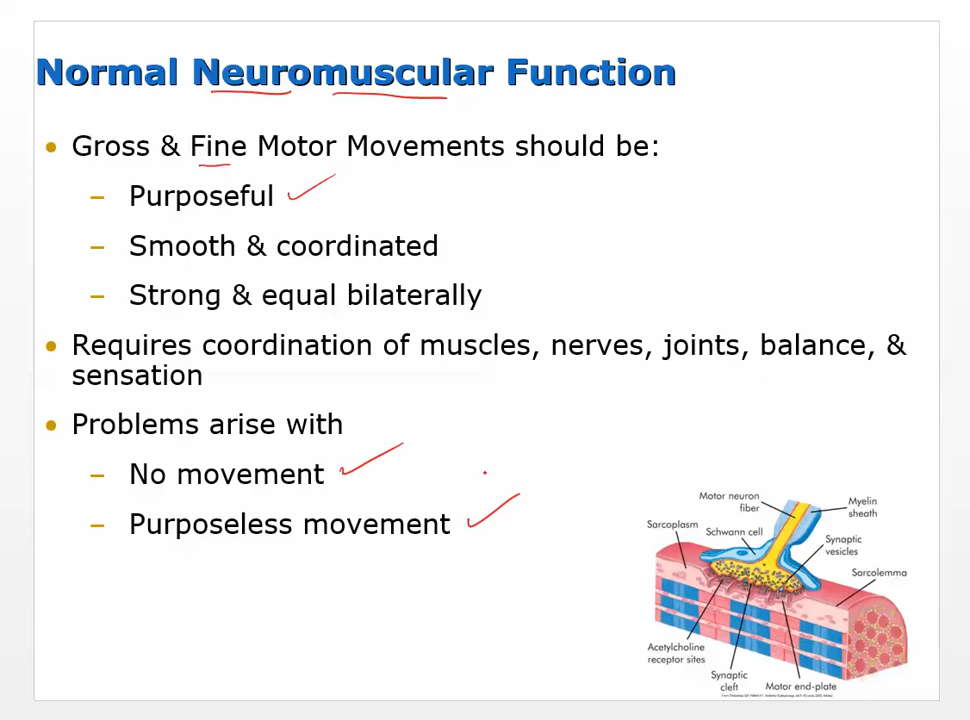 Normal Neuromuscular Function
• Gross & Fine Motor Movements should be:
– Purposeful
– Smooth & coordinated
– Strong & equal bilaterally
• Requires coordination of muscles, nerves, joints, balance, &
sensation
• Problems arise with
– No movement
– Purposeless movement
Motor neuron
fiber
Myelin
sheath
Sarcoplasm
Schwann cell
Synaptic
vesicles
Sarcolemma
Acetylcholine
receptor sites
Synaptic
cleft
Motor end-plate